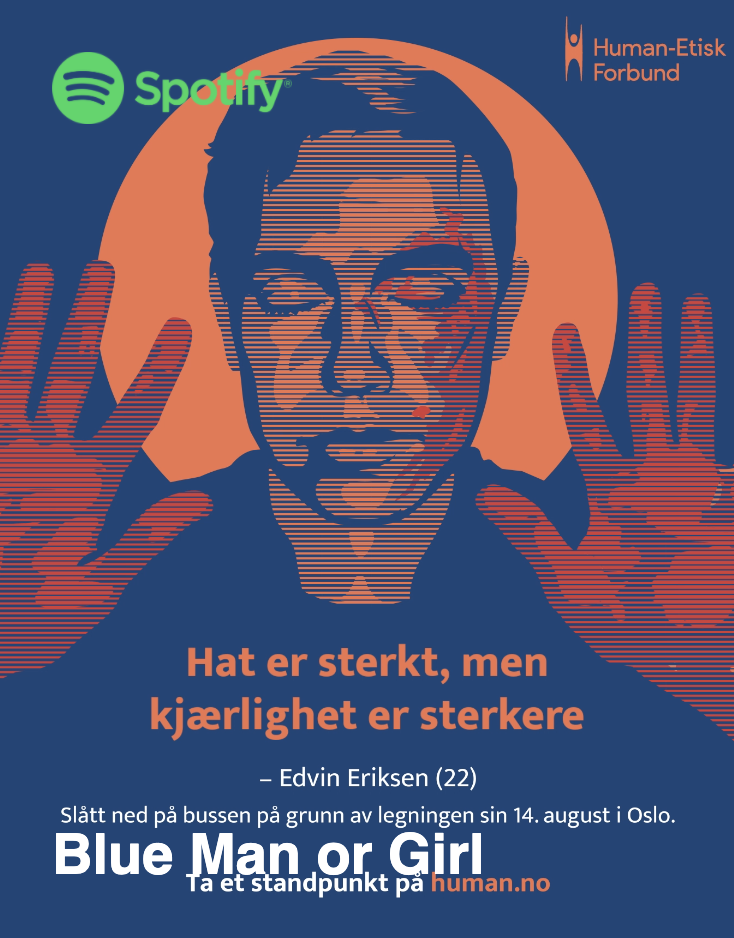 Spotify®
Human-Etisk
Forbund
Hat er sterkt, men
kjærlighet er sterkere
– Edvin Eriksen (22)
Slått ned på bussen på grunn av legningen sin 14. august i Oslo.
Blue Man or Girl
Ta et standpunkt på human.no